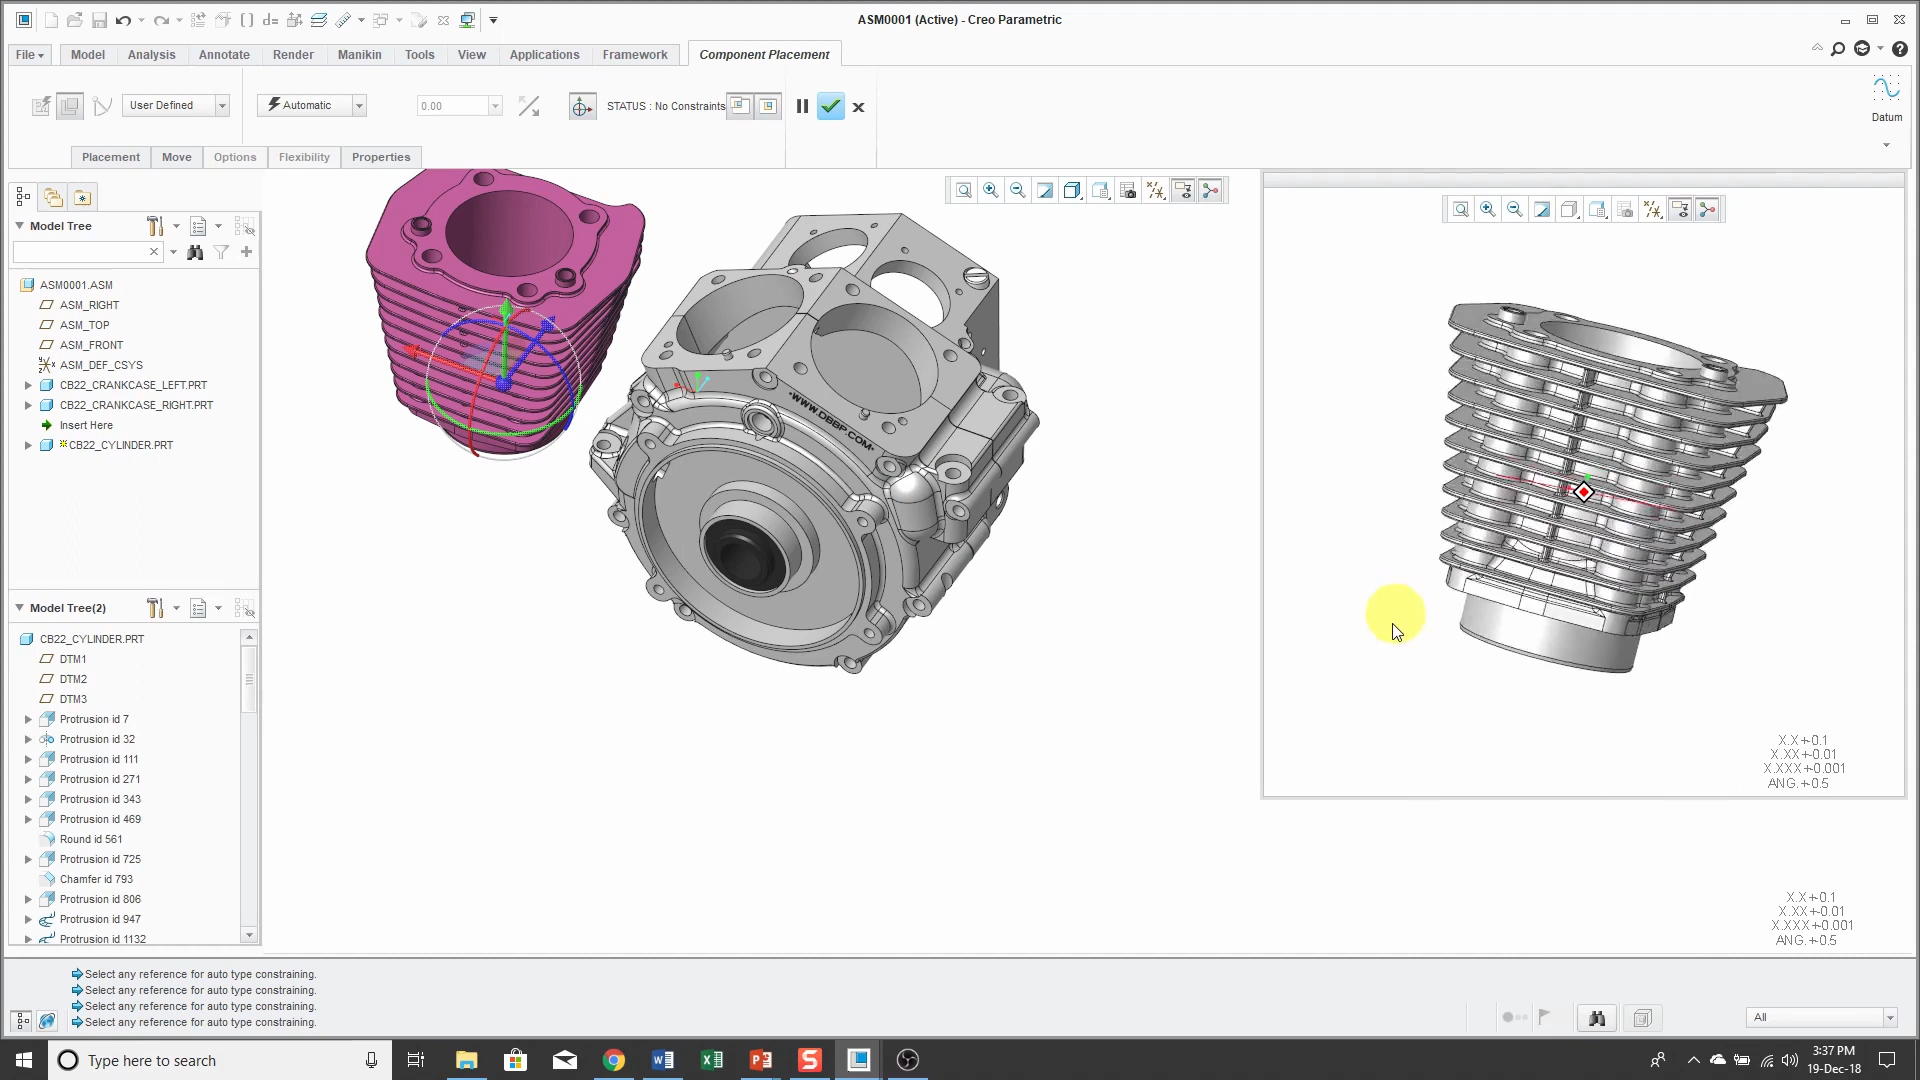 ASM0001 (Active) - Creo Parametric
File Model Analysis Annotate Render Manikin Tools View Applications Framework Component Placement
User Defined Automatic 0.00 STATUS : No Constraints
Datum
Placement Move Options Flexibility Properties
Model Tree
ASM0001.ASM
ASM_RIGHT
ASM_TOP
ASM_FRONT
ASM_DEF_CSYS
CB22_CRANKCASE_LEFT.PRT
CB22_CRANKCASE_RIGHT.PRT
Insert Here
CB22_CYLINDER.PRT
Model Tree(2)
CB22_CYLINDER.PRT
DTM1
DTM2
DTM3
Protrusion id 7
Protrusion id 32
Protrusion id 111
Protrusion id 271
Protrusion id 343
Protrusion id 469
Round id 561
Protrusion id 725
Chamfer id 793
Protrusion id 806
Protrusion id 947
Protrusion id 1132
•WWW.DBBP.COM•
X.X+-0.1
X.XX+-0.01
X.XXX+-0.001
ANG.+-0.5
X.X+-0.1
X.XX+-0.01
X.XXX+-0.001
ANG.+-0.5
Select any reference for auto type constraining.
Select any reference for auto type constraining.
Select any reference for auto type constraining.
Select any reference for auto type constraining.
All
Type here to search
3:37 PM
19-Dec-18